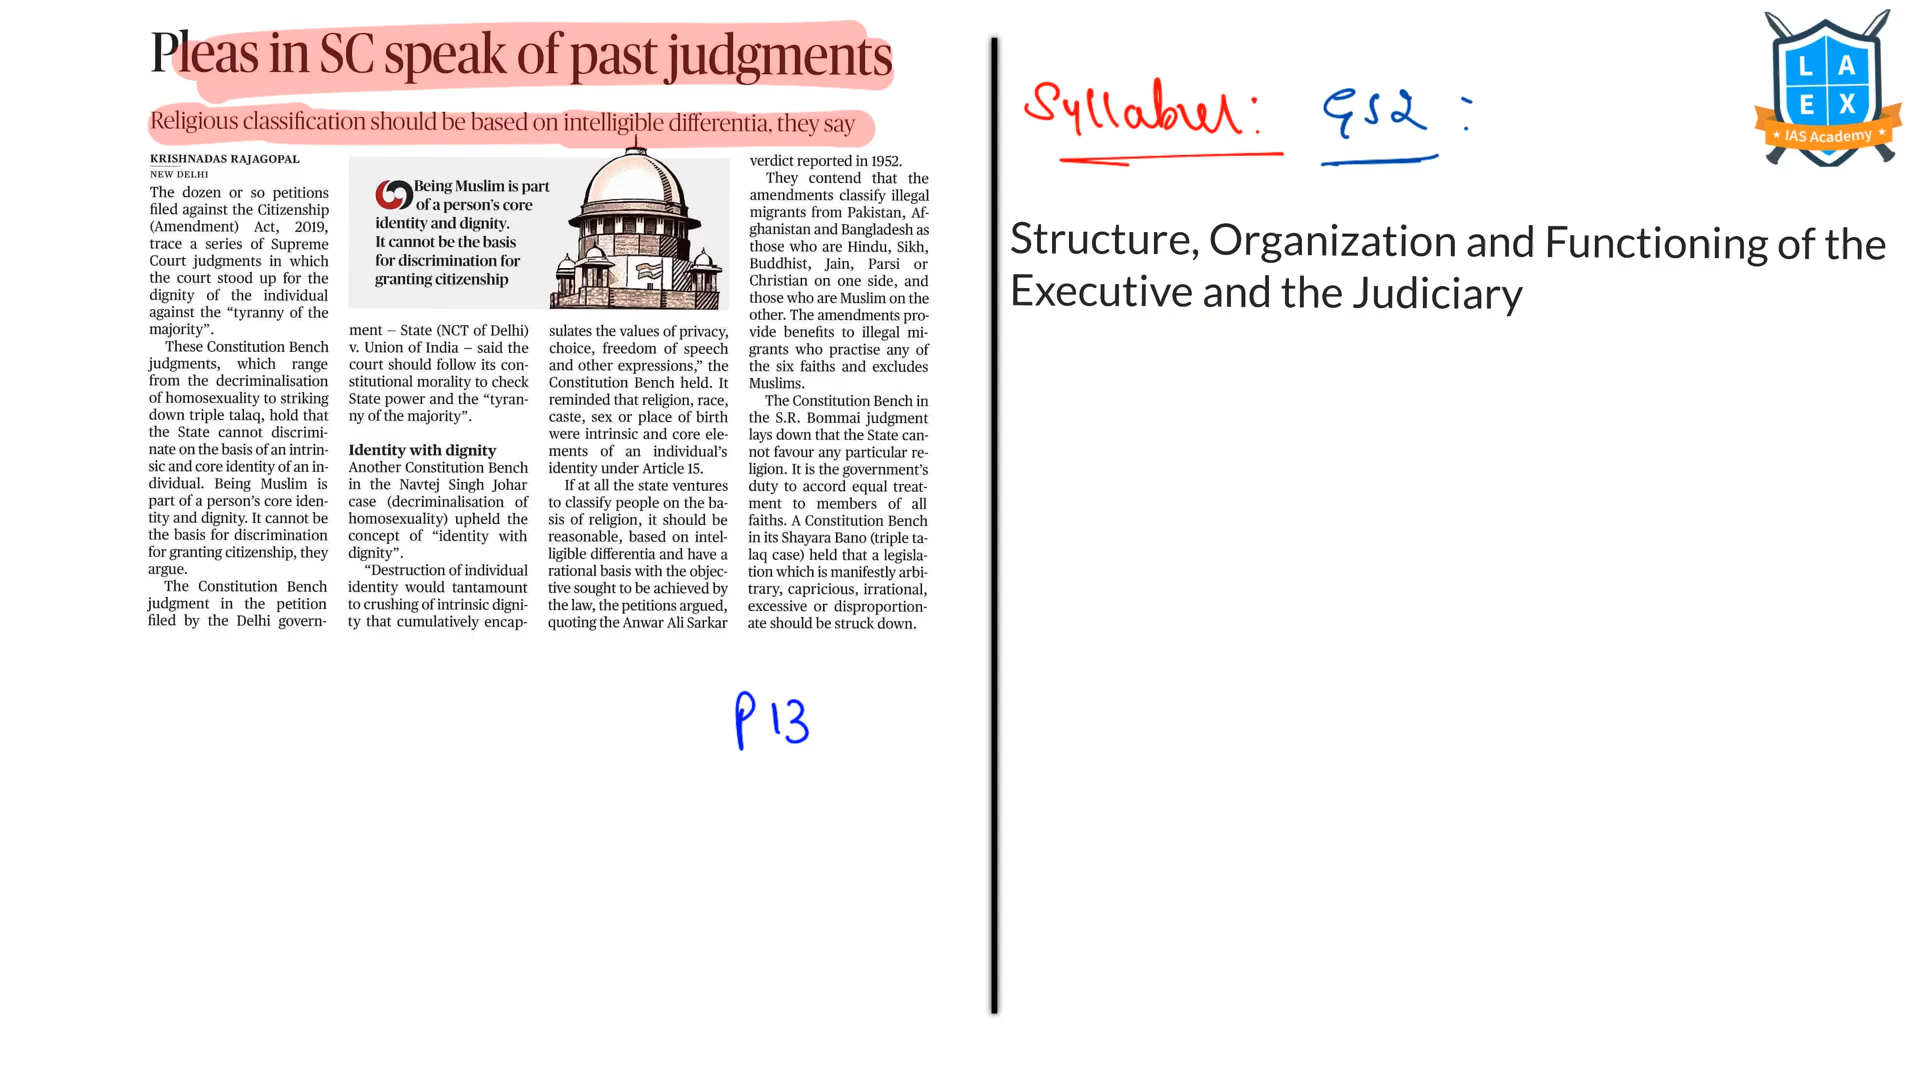 Pleas in SC speak of past judgments
Religious classification should be based on intelligible differentia, they say
KRISHNADAS RAJAGOPAL
NEW DELHI
The dozen or so petitions
filed against the Citizenship
(Amendment) Act, 2019,
trace a series of Supreme
Court judgments in which
the court stood up for the
dignity of the individual
against the “tyranny of the
majority”.
These Constitution Bench
judgments, which range
from the decriminalisation
of homosexuality to striking
down triple talaq, hold that
the State cannot discrimi-
nate on the basis of an intrin-
sic and core identity of an in-
dividual. Being Muslim is
part of a person’s core iden-
tity and dignity. It cannot be
the basis for discrimination
for granting citizenship, they
argue.
The Constitution Bench
judgment in the petition
filed by the Delhi govern-
Being Muslim is part
of a person’s core
identity and dignity.
It cannot be the basis
for discrimination for
granting citizenship
ment – State (NCT of Delhi)
v. Union of India – said the
court should follow its con-
stitutional morality to check
State power and the “tyran-
ny of the majority”.
Identity with dignity
Another Constitution Bench
in the Navtej Singh Johar
case (decriminalisation of
homosexuality) upheld the
concept of “identity with
dignity”.
“Destruction of individual
identity would tantamount
to crushing of intrinsic digni-
ty that cumulatively encap-
sulates the values of privacy,
choice, freedom of speech
and other expressions,” the
Constitution Bench held. It
reminded that religion, race,
caste, sex or place of birth
were intrinsic and core ele-
ments of an individual’s
identity under Article 15.
If at all the state ventures
to classify people on the ba-
sis of religion, it should be
reasonable, based on intel-
ligible differentia and have a
rational basis with the objec-
tive sought to be achieved by
the law, the petitions argued,
quoting the Anwar Ali Sarkar
verdict reported in 1952.
They contend that the
amendments classify illegal
migrants from Pakistan, Af-
ghanistan and Bangladesh as
those who are Hindu, Sikh,
Buddhist, Jain, Parsi or
Christian on one side, and
those who are Muslim on the
other. The amendments pro-
vide benefits to illegal mi-
grants who practise any of
the six faiths and excludes
Muslims.
The Constitution Bench in
the S.R. Bommai judgment
lays down that the State can-
not favour any particular re-
ligion. It is the government’s
duty to accord equal treat-
ment to members of all
faiths. A Constitution Bench
in its Shayara Bano (triple ta-
laq case) held that a legisla-
tion which is manifestly arbi-
trary, capricious, irrational,
excessive or disproportion-
ate should be struck down.
P 13
Syllabus: GS2 :
Structure, Organization and Functioning of the
Executive and the Judiciary
L A
E X
IAS Academy